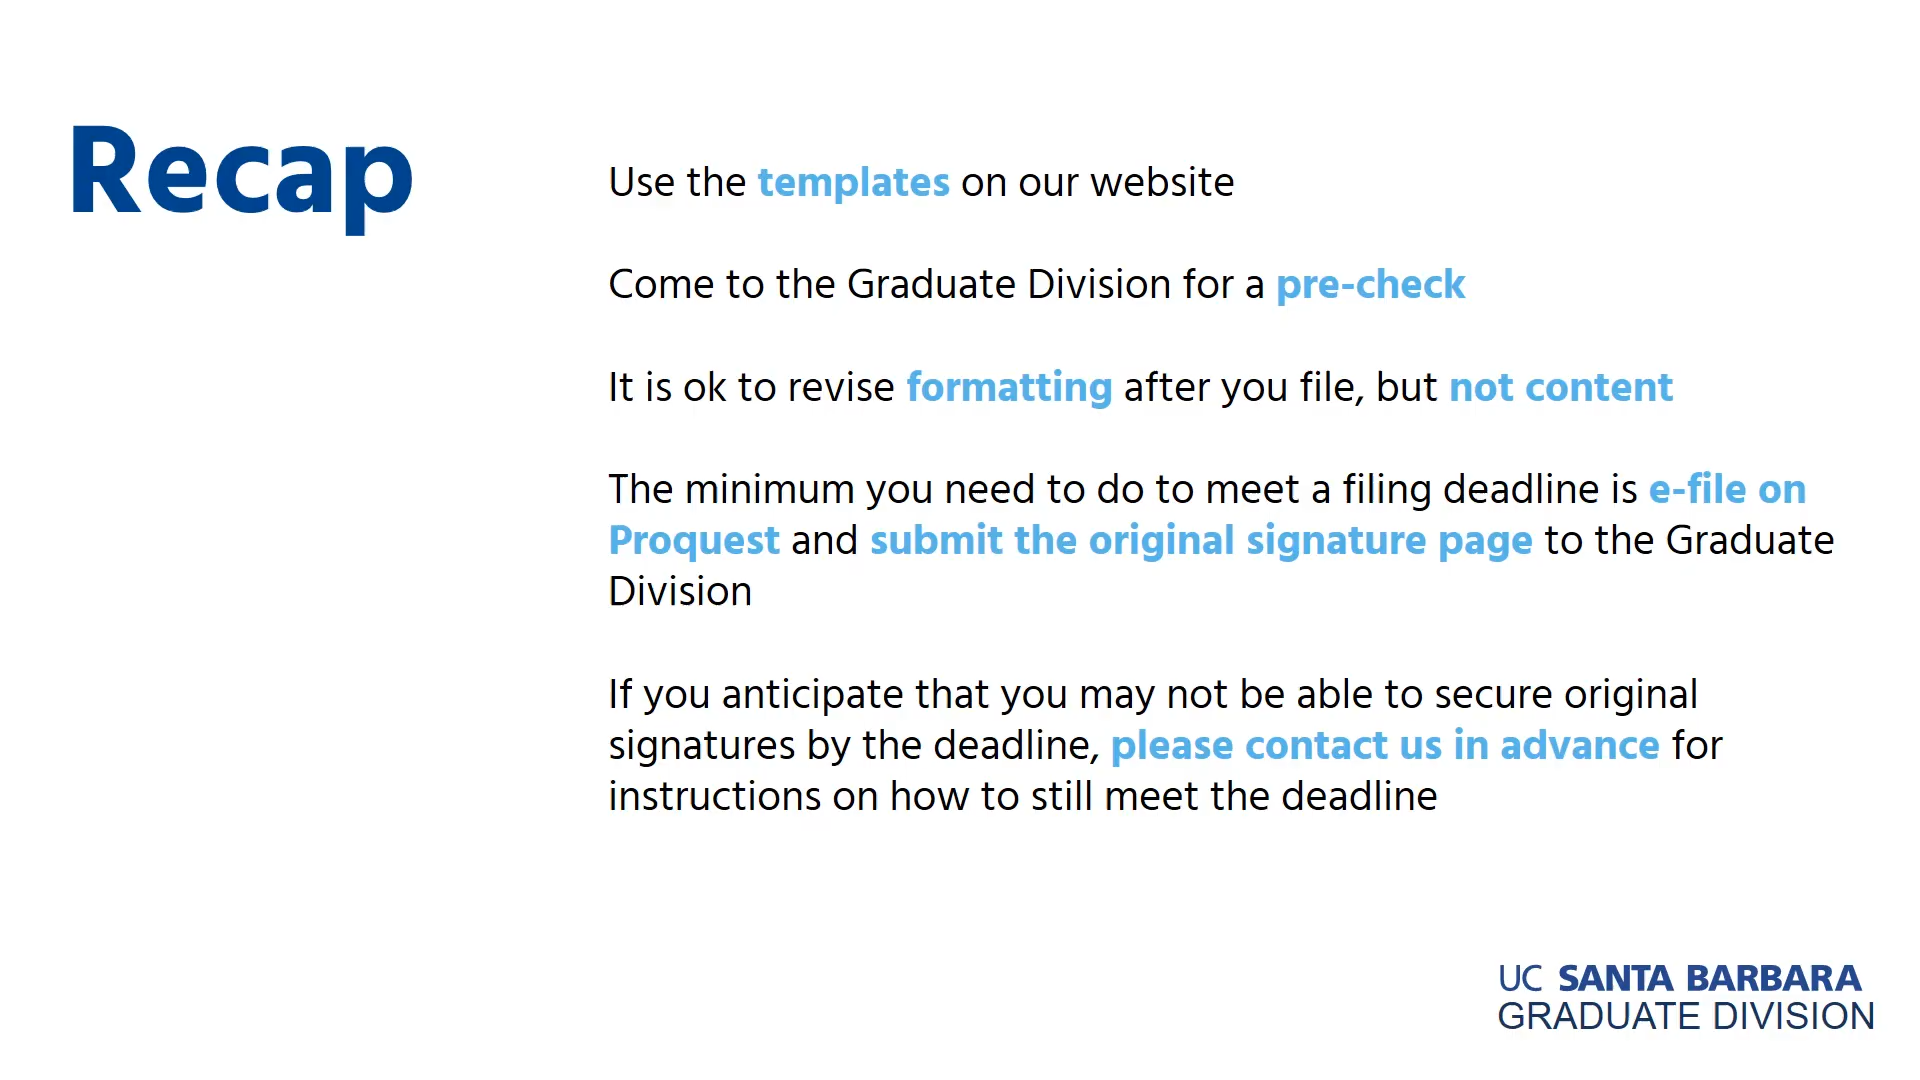 Recap
Use the templates on our website
Come to the Graduate Division for a pre-check
It is ok to revise formatting after you file, but not content
The minimum you need to do to meet a filing deadline is e-file on
Proquest and submit the original signature page to the Graduate
Division
If you anticipate that you may not be able to secure original
signatures by the deadline, please contact us in advance for
instructions on how to still meet the deadline
UC SANTA BARBARA
GRADUATE DIVISION